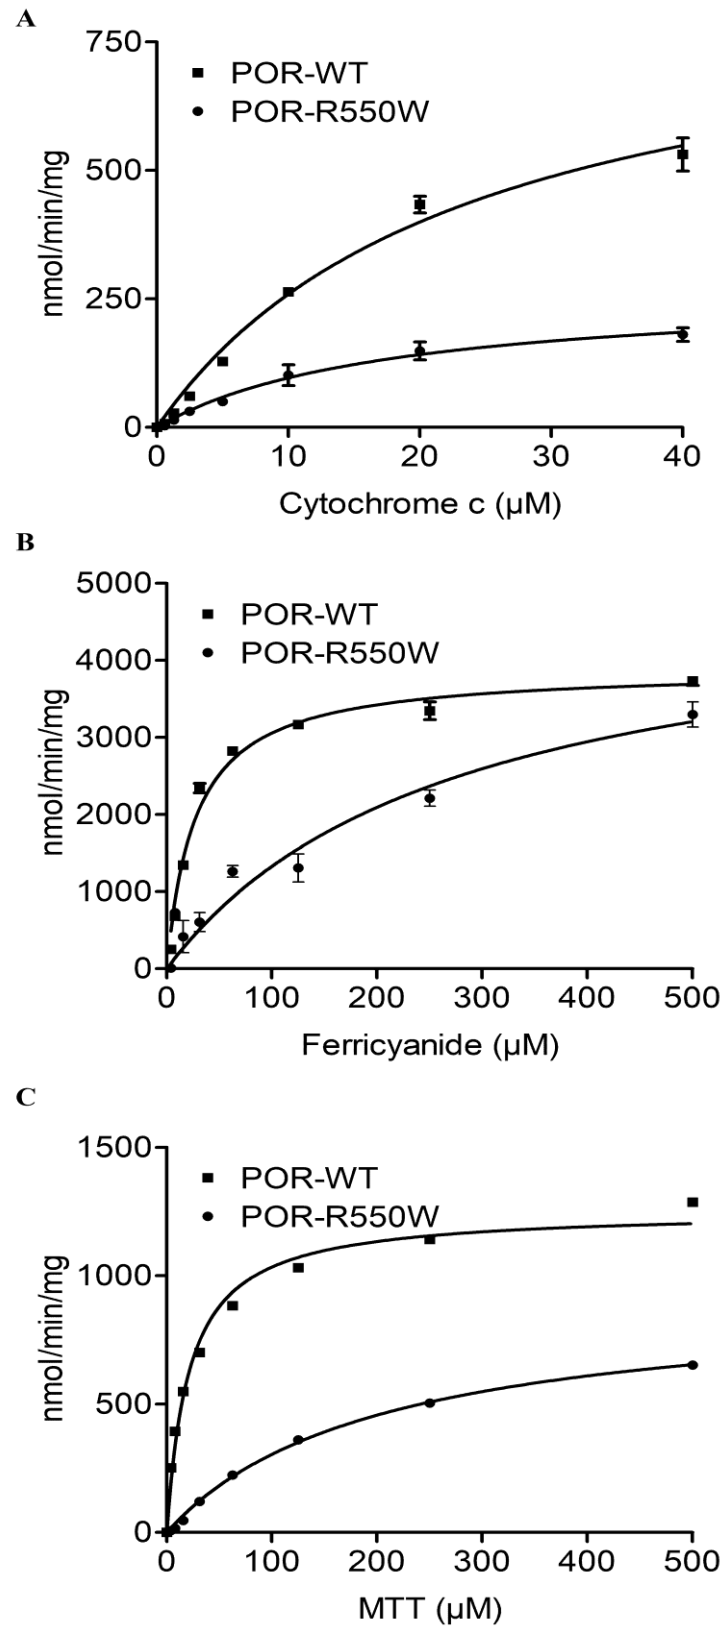 A
750
POR-WT
POR-R550W
500
nmol/min/mg
250
0
0 10 20 30 40
Cytochrome c (µM)
B
5000
POR-WT
4000
POR-R550W
3000
nmol/min/mg
2000
1000
0
0 100 200 300 400 500
Ferricyanide (µM)
C
1500
POR-WT
POR-R550W
1000
nmol/min/mg
500
0
0 100 200 300 400 500
MTT (µM)